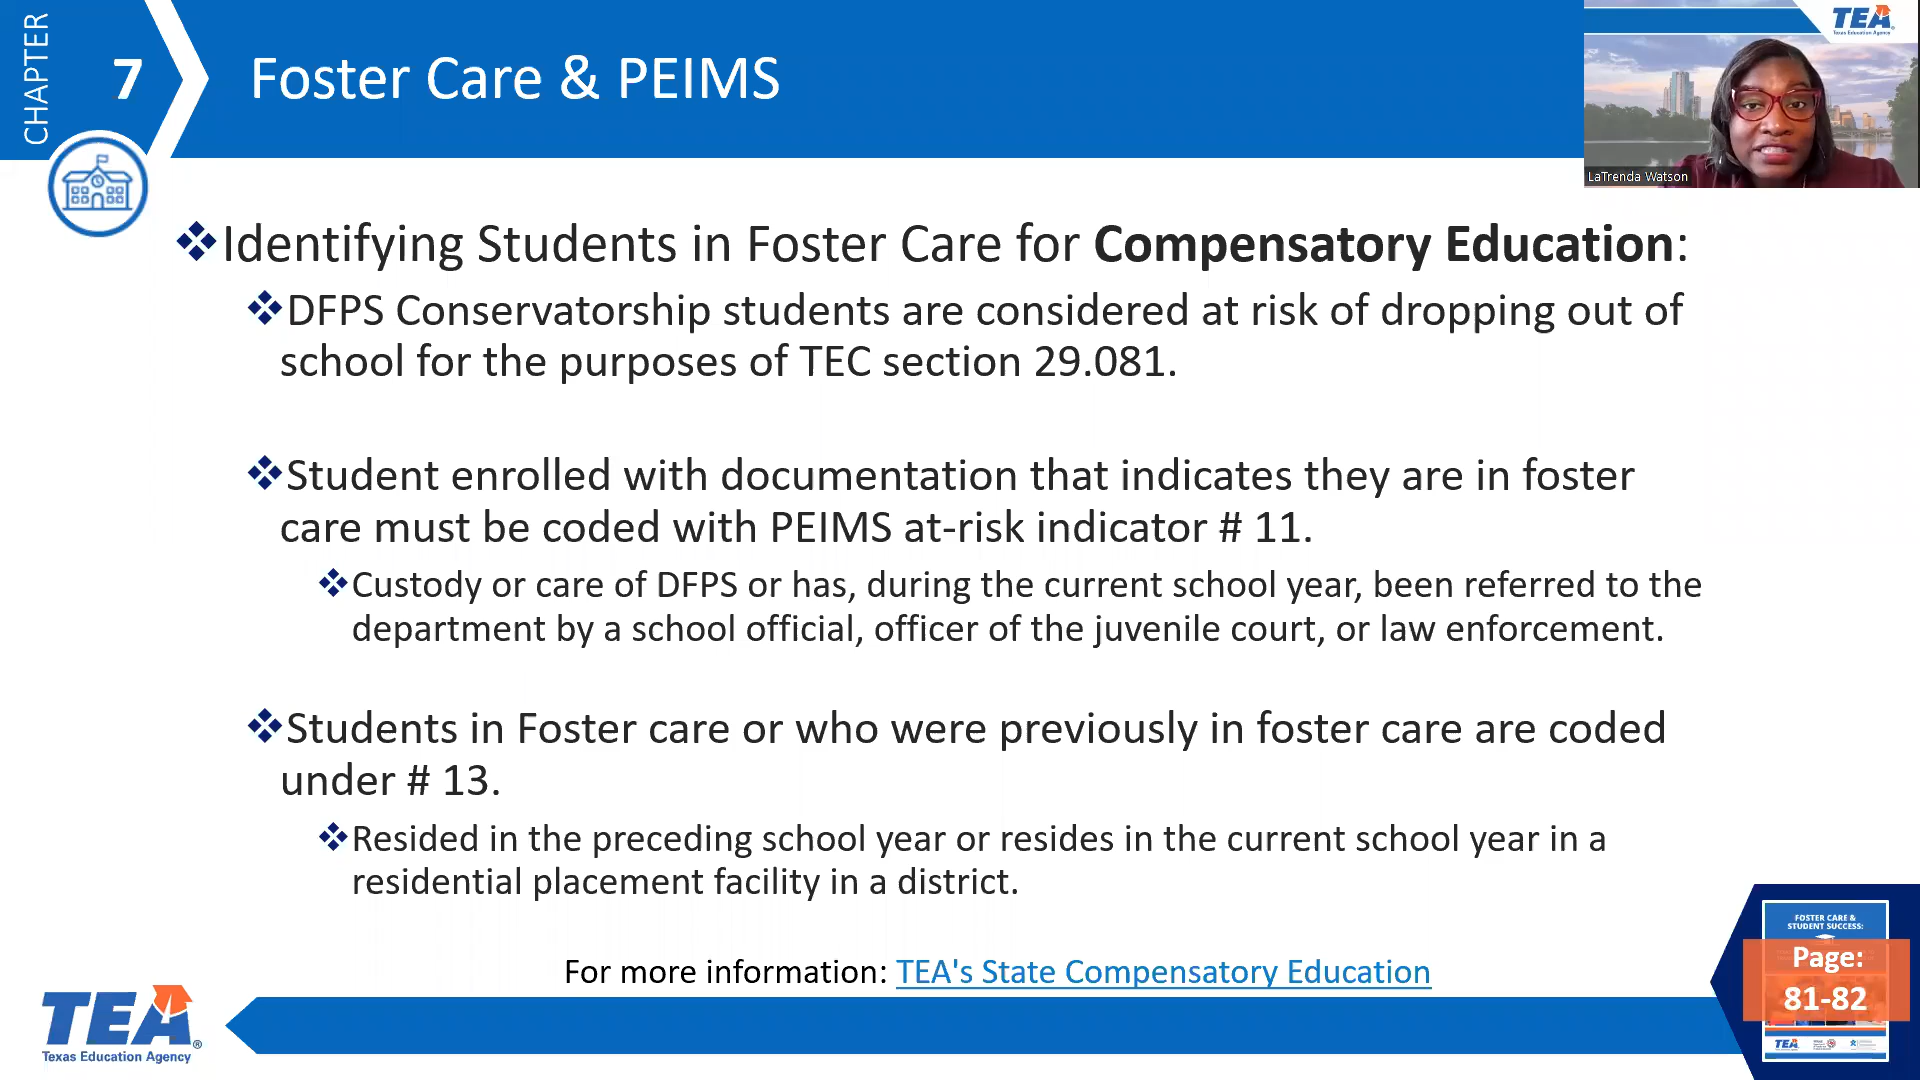 CHAPTER
7
Foster Care & PEIMS
TEA
Texas Education Agency
LaTrenda Watson
Identifying Students in Foster Care for Compensatory Education:
DFPS Conservatorship students are considered at risk of dropping out of
school for the purposes of TEC section 29.081.
Student enrolled with documentation that indicates they are in foster
care must be coded with PEIMS at-risk indicator # 11.
Custody or care of DFPS or has, during the current school year, been referred to the
department by a school official, officer of the juvenile court, or law enforcement.
Students in Foster care or who were previously in foster care are coded
under # 13.
Resided in the preceding school year or resides in the current school year in a
residential placement facility in a district.
For more information: TEA's State Compensatory Education
TEA®
Texas Education Agency
FOSTER CARE &
STUDENT SUCCESS:
Page:
81-82
TEA